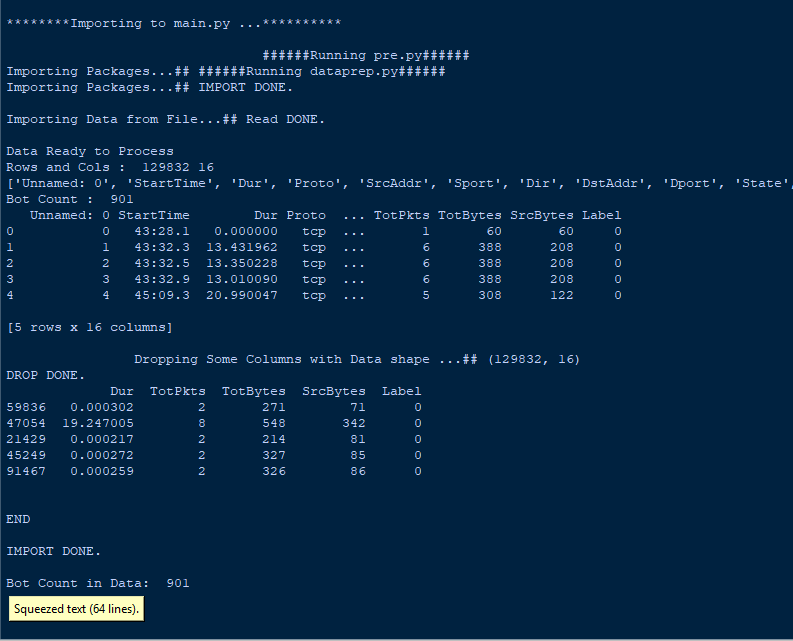 ********Importing to main.py ...**********
######Running pre.py######
Importing Packages...## ######Running dataprep.py######
Importing Packages...## IMPORT DONE.
Importing Data from File...## Read DONE.
Data Ready to Process
Rows and Cols :  129832 16
['Unnamed: 0', 'StartTime', 'Dur', 'Proto', 'SrcAddr', 'Sport', 'Dir', 'DstAddr', 'Dport', 'State',
Bot Count :  901
   Unnamed: 0 StartTime        Dur Proto  ... TotPkts TotBytes SrcBytes Label
0           0   43:28.1   0.000000   tcp  ...       1       60       60     0
1           1   43:32.3  13.431962   tcp  ...       6      388      208     0
2           2   43:32.5  13.350228   tcp  ...       6      388      208     0
3           3   43:32.9  13.010090   tcp  ...       6      388      208     0
4           4   45:09.3  20.990047   tcp  ...       5      308      122     0
[5 rows x 16 columns]
Dropping Some Columns with Data shape ...## (129832, 16)
DROP DONE.
             Dur  TotPkts  TotBytes  SrcBytes  Label
59836   0.000302        2       271        71      0
47054  19.247005        8       548       342      0
21429   0.000217        2       214        81      0
45249   0.000272        2       327        85      0
91467   0.000259        2       326        86      0
END
IMPORT DONE.
Bot Count in Data:  901
Squeezed text (64 lines).